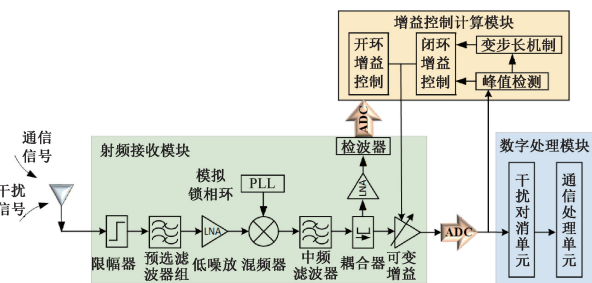 增益控制计算模块
开环
增益
控制
闭环
增益
控制
变步长机制
峰值检测
ADC
射频接收模块
检波器
数字处理模块
通信
信号
干扰
信号
模拟
锁相环
PLL
LNA
LNA
LC
ADC
干扰对消单元
通信处理单元
限幅器
预选滤
波器组
低噪放
混频器
中频
滤波器
耦合器
可变
增益